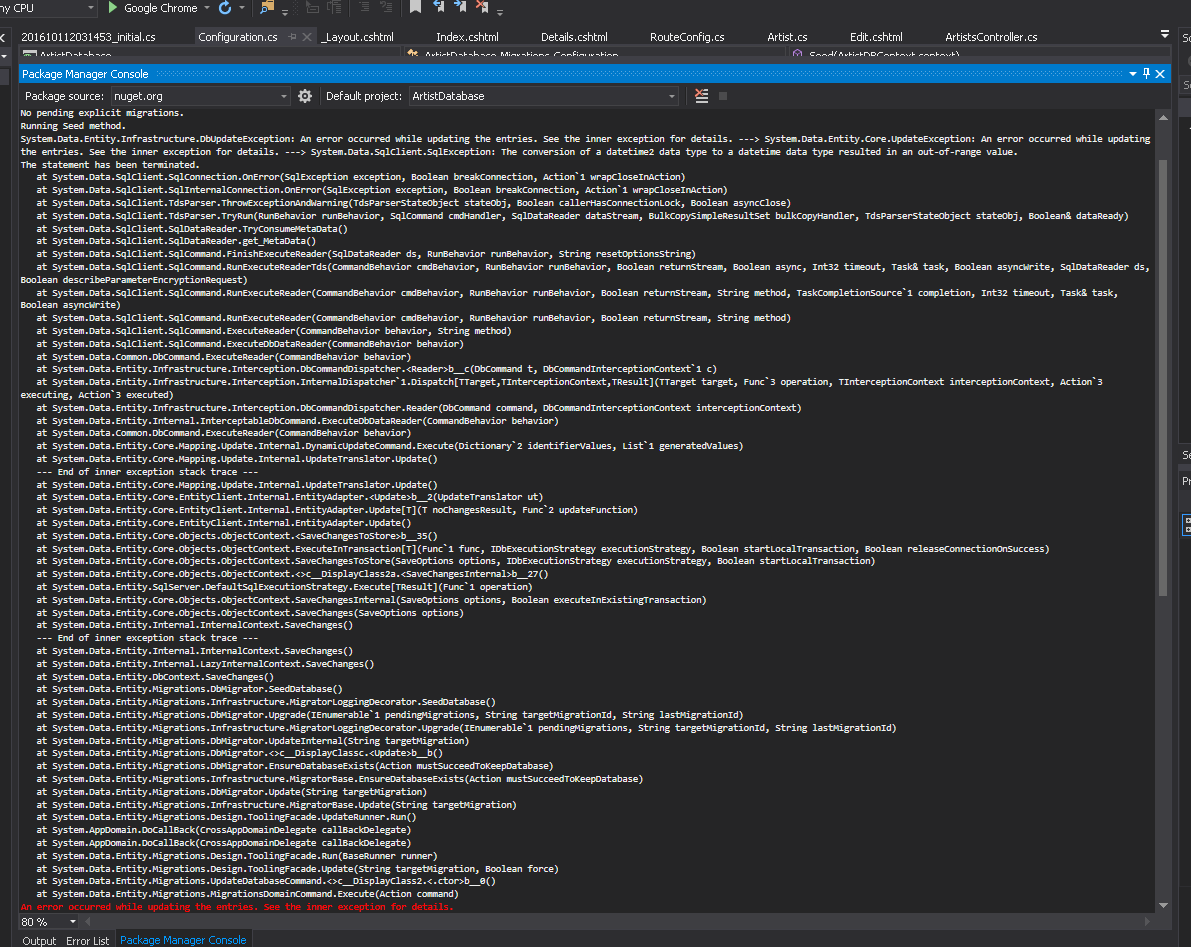 ny CPU Google Chrome
201610112031453_initial.cs Configuration.cs _Layout.cshtml Index.cshtml Details.cshtml RouteConfig.cs Artist.cs Edit.cshtml ArtistsController.cs
ArtistDatabase ArtistDatabase.Migrations.Configuration Seed(ArtistDBContext context)
Package Manager Console
Package source: nuget.org Default project: ArtistDatabase
No pending explicit migrations.
Running Seed method.
System.Data.Entity.Infrastructure.DbUpdateException: An error occurred while updating the entries. See the inner exception for details. ---> System.Data.Entity.Core.UpdateException: An error occurred while updating
the entries. See the inner exception for details. ---> System.Data.SqlClient.SqlException: The conversion of a datetime2 data type to a datetime data type resulted in an out-of-range value.
The statement has been terminated.
at System.Data.SqlClient.SqlConnection.OnError(SqlException exception, Boolean breakConnection, Action`1 wrapCloseInAction)
at System.Data.SqlClient.SqlInternalConnection.OnError(SqlException exception, Boolean breakConnection, Action`1 wrapCloseInAction)
at System.Data.SqlClient.TdsParser.ThrowExceptionAndWarning(TdsParserStateObject stateObj, Boolean callerHasConnectionLock, Boolean asyncClose)
at System.Data.SqlClient.TdsParser.TryRun(RunBehavior runBehavior, SqlCommand cmdHandler, SqlDataReader dataStream, BulkCopySimpleResultSet bulkCopyHandler, TdsParserStateObject stateObj, Boolean& dataReady)
at System.Data.SqlClient.SqlDataReader.TryConsumeMetaData()
at System.Data.SqlClient.SqlDataReader.get_MetaData()
at System.Data.SqlClient.SqlCommand.FinishExecuteReader(SqlDataReader ds, RunBehavior runBehavior, String resetOptionsString)
at System.Data.SqlClient.SqlCommand.RunExecuteReaderTds(CommandBehavior cmdBehavior, RunBehavior runBehavior, Boolean returnStream, Boolean async, Int32 timeout, Task& task, Boolean asyncWrite, SqlDataReader ds,
Boolean describeParameterEncryptionRequest)
at System.Data.SqlClient.SqlCommand.RunExecuteReader(CommandBehavior cmdBehavior, RunBehavior runBehavior, Boolean returnStream, String method, TaskCompletionSource`1 completion, Int32 timeout, Task& task,
Boolean asyncWrite)
at System.Data.SqlClient.SqlCommand.RunExecuteReader(CommandBehavior cmdBehavior, RunBehavior runBehavior, Boolean returnStream, String method)
at System.Data.SqlClient.SqlCommand.ExecuteReader(CommandBehavior behavior, String method)
at System.Data.SqlClient.SqlCommand.ExecuteDbDataReader(CommandBehavior behavior)
at System.Data.Common.DbCommand.ExecuteReader(CommandBehavior behavior)
at System.Data.Entity.Infrastructure.Interception.DbCommandDispatcher.<Reader>b__c(DbCommand t, DbCommandInterceptionContext`1 c)
at System.Data.Entity.Infrastructure.Interception.InternalDispatcher`1.Dispatch[TTarget,TInterceptionContext,TResult](TTarget target, Func`3 operation, TInterceptionContext interceptionContext, Action`3
executing, Action`3 executed)
at System.Data.Entity.Infrastructure.Interception.DbCommandDispatcher.Reader(DbCommand command, DbCommandInterceptionContext interceptionContext)
at System.Data.Entity.Internal.InterceptableDbCommand.ExecuteDbDataReader(CommandBehavior behavior)
at System.Data.Common.DbCommand.ExecuteReader(CommandBehavior behavior)
at System.Data.Entity.Core.Mapping.Update.Internal.DynamicUpdateCommand.Execute(Dictionary`2 identifierValues, List`1 generatedValues)
at System.Data.Entity.Core.Mapping.Update.Internal.UpdateTranslator.Update()
--- End of inner exception stack trace ---
at System.Data.Entity.Core.Mapping.Update.Internal.UpdateTranslator.Update()
at System.Data.Entity.Core.EntityClient.Internal.EntityAdapter.<Update>b__2(UpdateTranslator ut)
at System.Data.Entity.Core.EntityClient.Internal.EntityAdapter.Update[T](T noChangesResult, Func`2 updateFunction)
at System.Data.Entity.Core.EntityClient.Internal.EntityAdapter.Update()
at System.Data.Entity.Core.Objects.ObjectContext.<SaveChangesToStore>b__35()
at System.Data.Entity.Core.Objects.ObjectContext.ExecuteInTransaction[T](Func`1 func, IDbExecutionStrategy executionStrategy, Boolean startLocalTransaction, Boolean releaseConnectionOnSuccess)
at System.Data.Entity.Core.Objects.ObjectContext.SaveChangesToStore(SaveOptions options, IDbExecutionStrategy executionStrategy, Boolean startLocalTransaction)
at System.Data.Entity.Core.Objects.ObjectContext.<>c__DisplayClass2a.<SaveChangesInternal>b__27()
at System.Data.Entity.SqlServer.DefaultSqlExecutionStrategy.Execute[TResult](Func`1 operation)
at System.Data.Entity.Core.Objects.ObjectContext.SaveChangesInternal(SaveOptions options, Boolean executeInExistingTransaction)
at System.Data.Entity.Core.Objects.ObjectContext.SaveChanges(SaveOptions options)
at System.Data.Entity.Internal.InternalContext.SaveChanges()
--- End of inner exception stack trace ---
at System.Data.Entity.Internal.InternalContext.SaveChanges()
at System.Data.Entity.Internal.LazyInternalContext.SaveChanges()
at System.Data.Entity.DbContext.SaveChanges()
at System.Data.Entity.Migrations.DbMigrator.SeedDatabase()
at System.Data.Entity.Migrations.Infrastructure.MigratorLoggingDecorator.SeedDatabase()
at System.Data.Entity.Migrations.DbMigrator.Upgrade(IEnumerable`1 pendingMigrations, String targetMigrationId, String lastMigrationId)
at System.Data.Entity.Migrations.Infrastructure.MigratorLoggingDecorator.Upgrade(IEnumerable`1 pendingMigrations, String targetMigrationId, String lastMigrationId)
at System.Data.Entity.Migrations.DbMigrator.UpdateInternal(String targetMigration)
at System.Data.Entity.Migrations.DbMigrator.<>c__DisplayClassc.<Update>b__b()
at System.Data.Entity.Migrations.DbMigrator.EnsureDatabaseExists(Action mustSucceedToKeepDatabase)
at System.Data.Entity.Migrations.Infrastructure.MigratorBase.EnsureDatabaseExists(Action mustSucceedToKeepDatabase)
at System.Data.Entity.Migrations.DbMigrator.Update(String targetMigration)
at System.Data.Entity.Migrations.Infrastructure.MigratorBase.Update(String targetMigration)
at System.Data.Entity.Migrations.Design.ToolingFacade.UpdateRunner.Run()
at System.AppDomain.DoCallBack(CrossAppDomainDelegate callBackDelegate)
at System.AppDomain.DoCallBack(CrossAppDomainDelegate callBackDelegate)
at System.Data.Entity.Migrations.Design.ToolingFacade.Run(BaseRunner runner)
at System.Data.Entity.Migrations.Design.ToolingFacade.Update(String targetMigration, Boolean force)
at System.Data.Entity.Migrations.UpdateDatabaseCommand.<>c__DisplayClass2.<.ctor>b__0()
at System.Data.Entity.Migrations.MigrationsDomainCommand.Execute(Action command)
An error occurred while updating the entries. See the inner exception for details.
80 %
Output Error List Package Manager Console